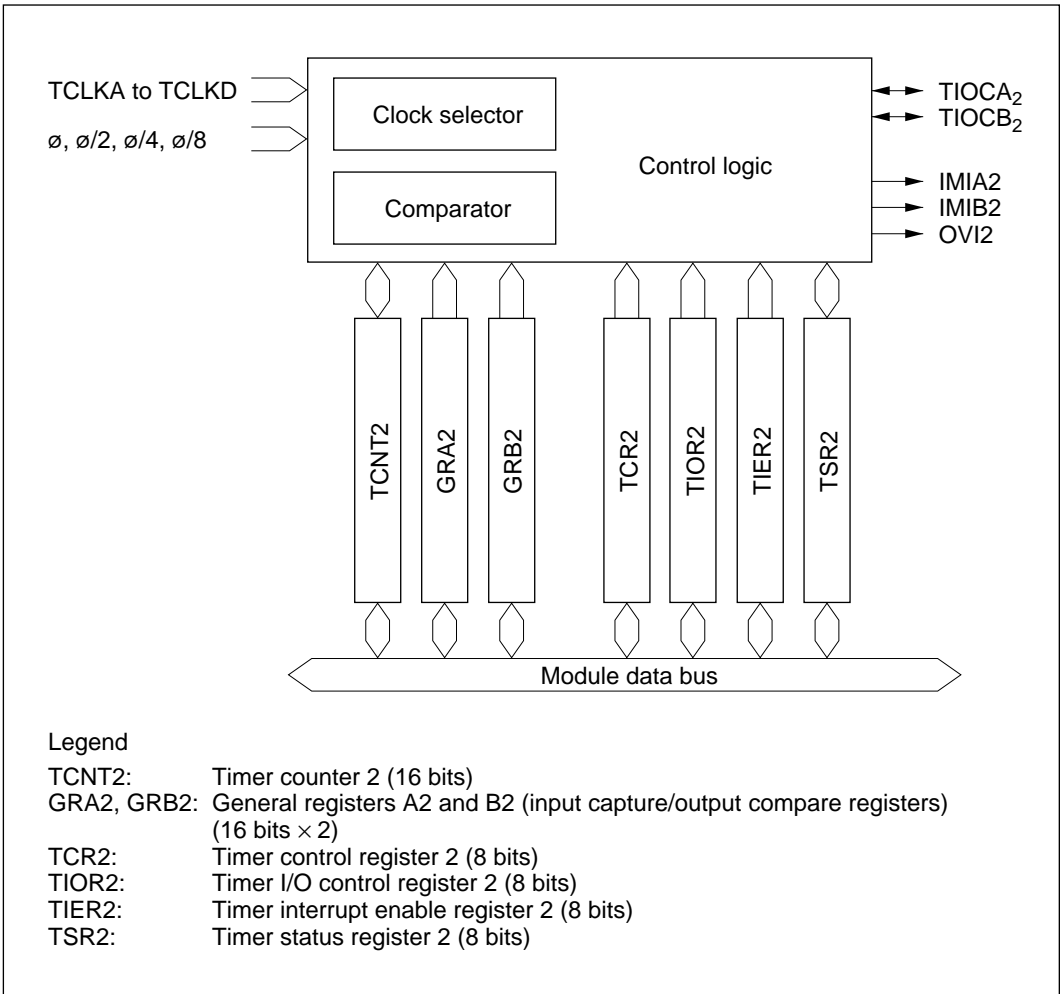 TCLKA to TCLKD
ø, ø/2, ø/4, ø/8
Clock selector
Comparator
Control logic
TIOCA2
TIOCB2
IMIA2
IMIB2
OVI2
TCNT2
GRA2
GRB2
TCR2
TIOR2
TIER2
TSR2
Module data bus
Legend
TCNT2: Timer counter 2 (16 bits)
GRA2, GRB2: General registers A2 and B2 (input capture/output compare registers)
(16 bits × 2)
TCR2: Timer control register 2 (8 bits)
TIOR2: Timer I/O control register 2 (8 bits)
TIER2: Timer interrupt enable register 2 (8 bits)
TSR2: Timer status register 2 (8 bits)